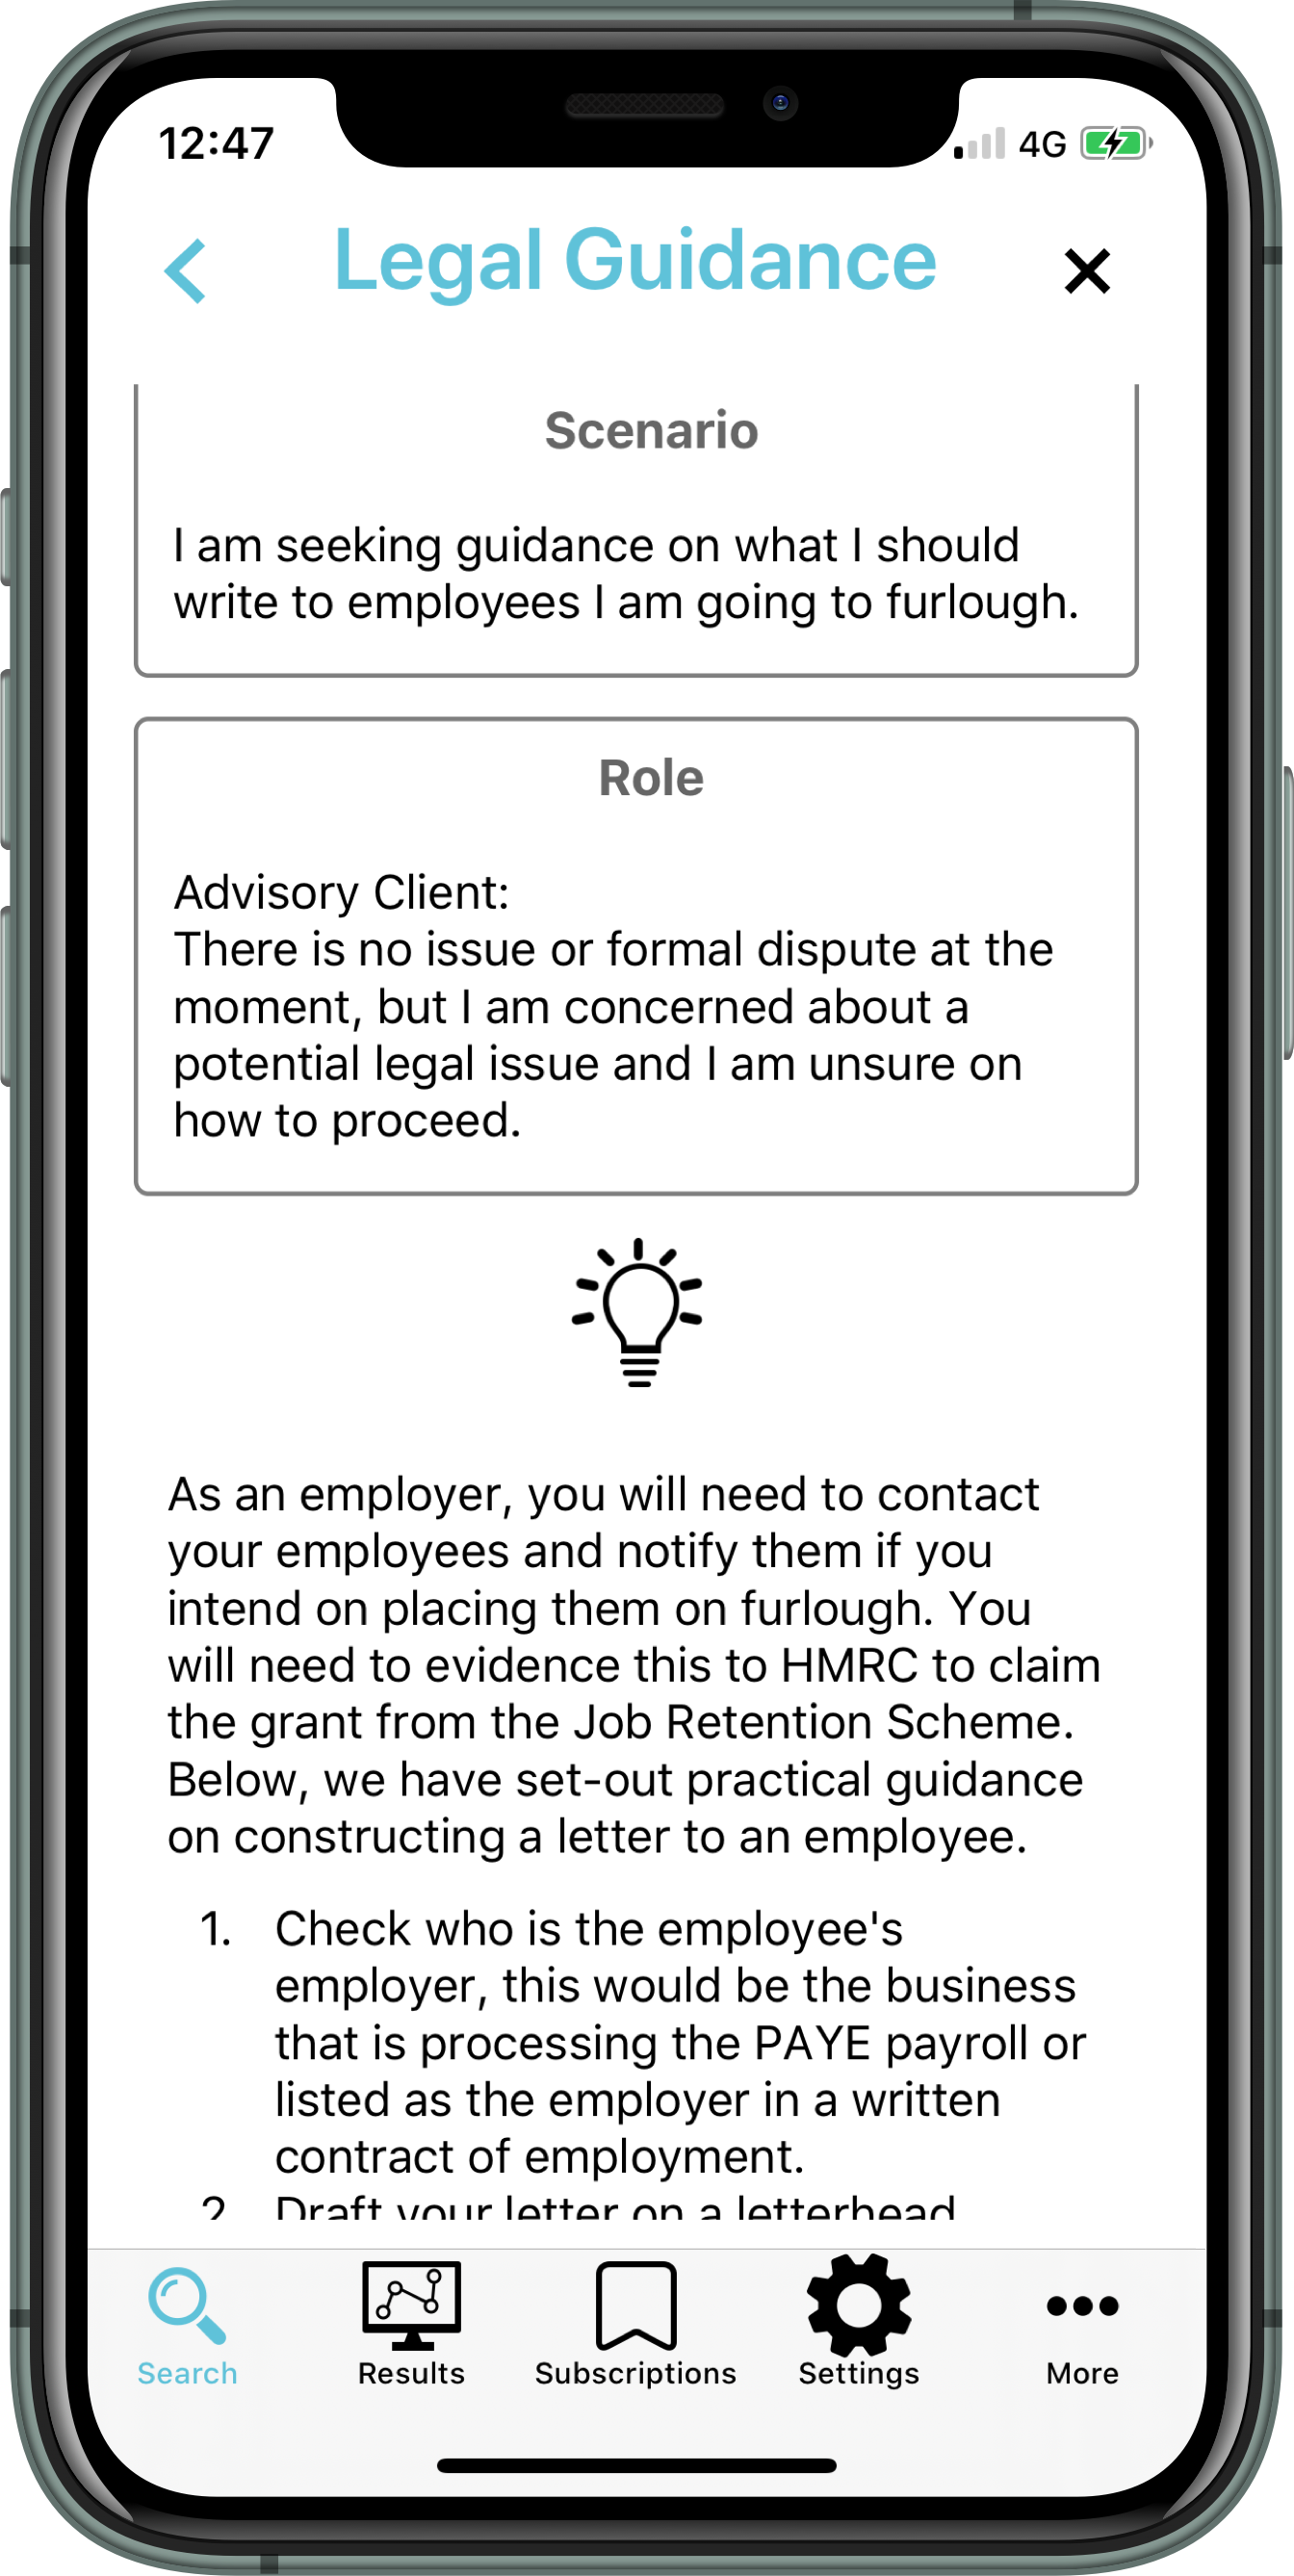 12:47
4G
Legal Guidance
Scenario
I am seeking guidance on what I should
write to employees I am going to furlough.
Role
Advisory Client:
There is no issue or formal dispute at the
moment, but I am concerned about a
potential legal issue and I am unsure on
how to proceed.
As an employer, you will need to contact
your employees and notify them if you
intend on placing them on furlough. You
will need to evidence this to HMRC to claim
the grant from the Job Retention Scheme.
Below, we have set-out practical guidance
on constructing a letter to an employee.
1. Check who is the employee's
employer, this would be the business
that is processing the PAYE payroll or
listed as the employer in a written
contract of employment.
2 Draft your letter on a letterhead
Search Results Subscriptions Settings More